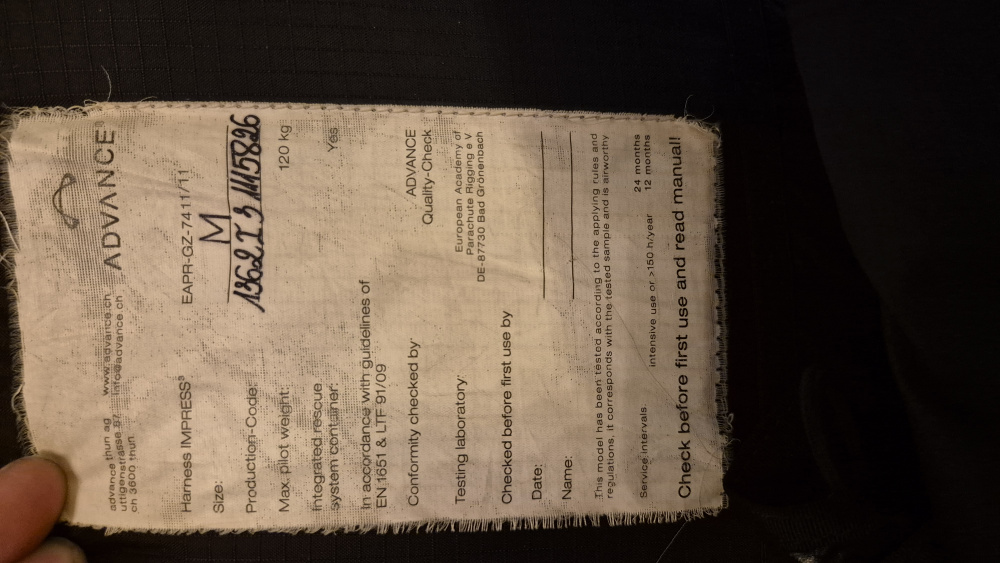 advance thun ag www.advance.ch
uttigenstrasse 87 info@advance.ch
ch 3600 thun
ADVANCE
Harness IMPRESS³ EAPR-GZ-7411/11
Size: M
Production-Code:
Max. pilot weight: 120 kg
Integrated rescue
system container: Yes
In accordance with guidelines of
EN 1651 & LTF 91/09
Conformity checked by: ADVANCE
Quality-Check
Testing laboratory: European Academy of
Parachute Rigging e V
DE-87730 Bad Grönenbach
Checked before first use by
Date:
Name:
This model has been tested according to the applying rules and
regulations, it corresponds with the tested sample and is airworthy
Service intervals: 24 months
intensive use or >150 h/year 12 months
Check before first use and read manual!